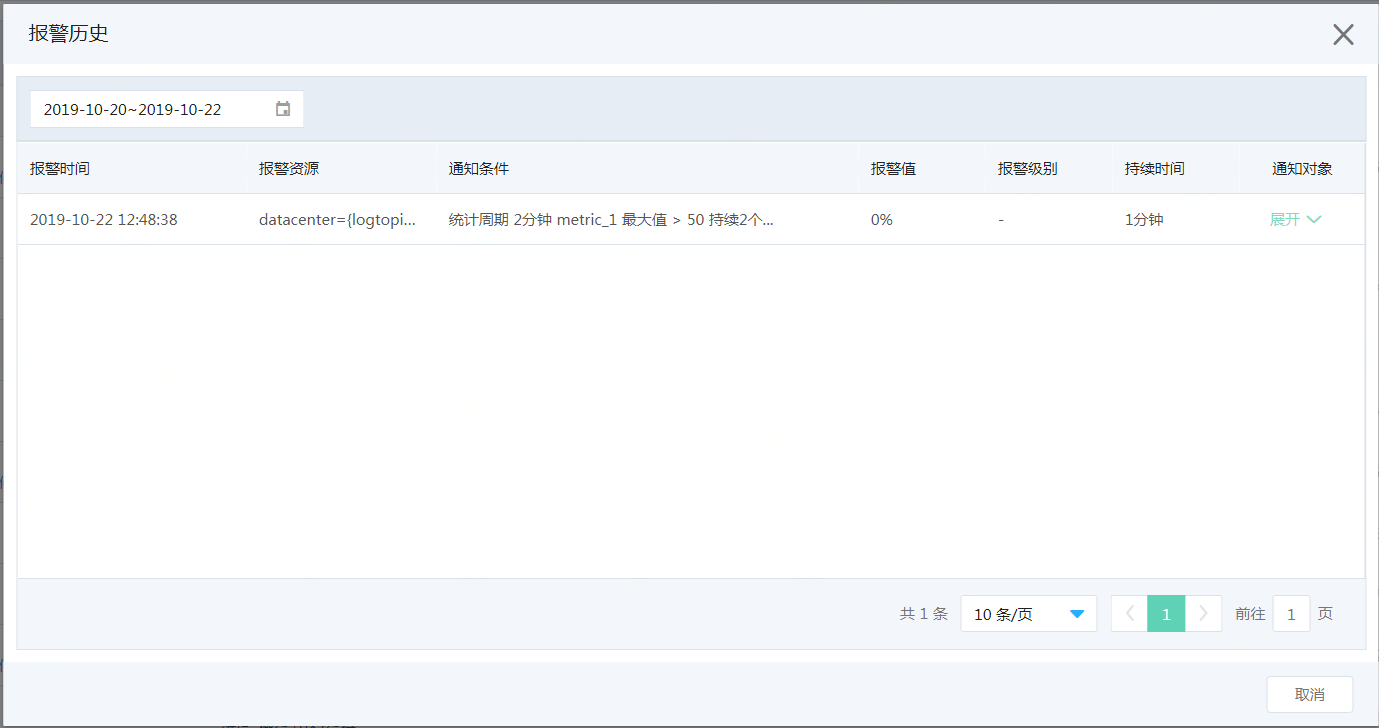 报警历史
2019-10-20~2019-10-22
报警时间 报警资源 通知条件 报警值 报警级别 持续时间 通知对象
2019-10-22 12:48:38 datacenter={logtopi... 统计周期 2分钟 metric_1 最大值 > 50 持续2个... 0% - 1分钟 展开
共 1 条 10 条/页 1 前往 1 页
取消